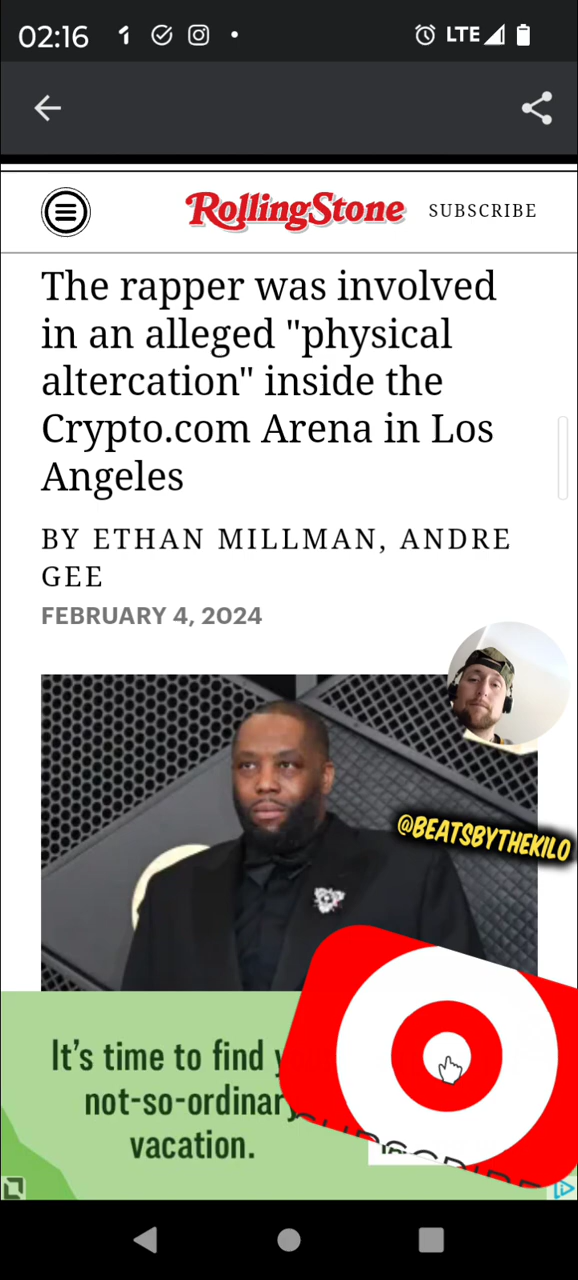 02:16
LTE
RollingStone
SUBSCRIBE
The rapper was involved
in an alleged "physical
altercation" inside the
Crypto.com Arena in Los
Angeles
BY ETHAN MILLMAN, ANDRE
GEE
FEBRUARY 4, 2024
@BEATSBYTHEKILO
It's time to find
not-so-ordinary
vacation.
SUBSCRIBE